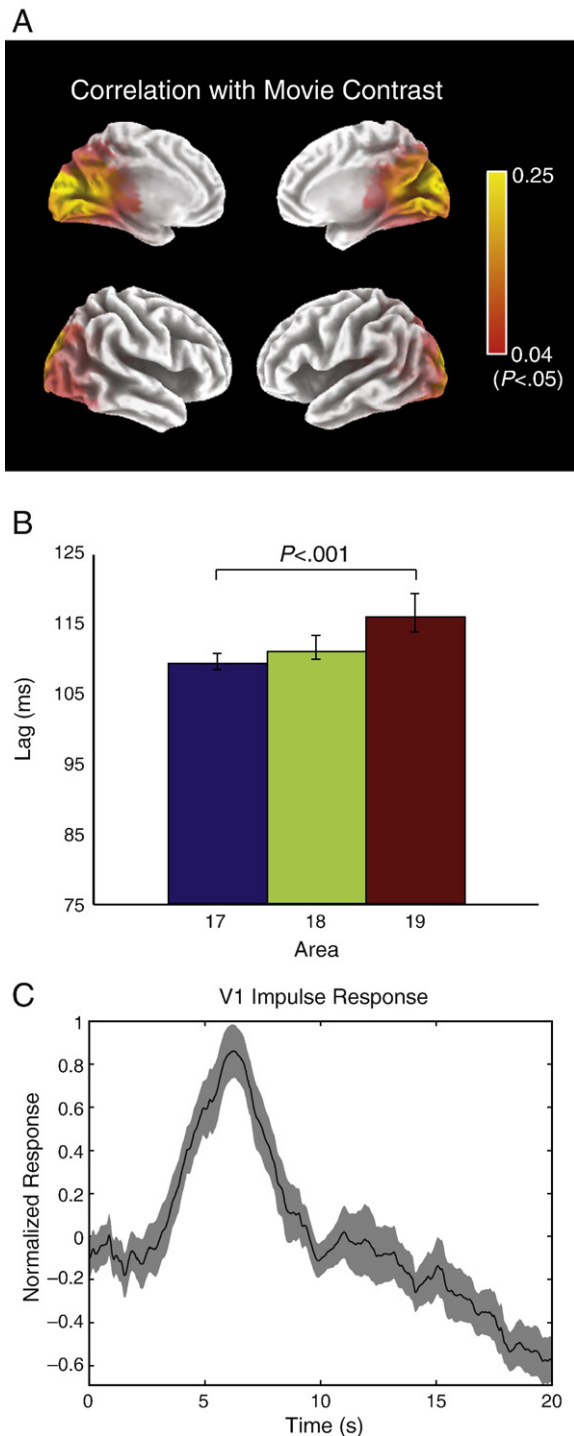 A
Correlation with Movie Contrast
0.25
0.04
(P<.05)
B
P<.001
125
115
105
95
85
75
Lag (ms)
17 18 19
Area
C
V1 Impulse Response
1
0.8
0.6
0.4
0.2
0
−0.2
−0.4
−0.6
Normalized Response
0 5 10 15 20
Time (s)